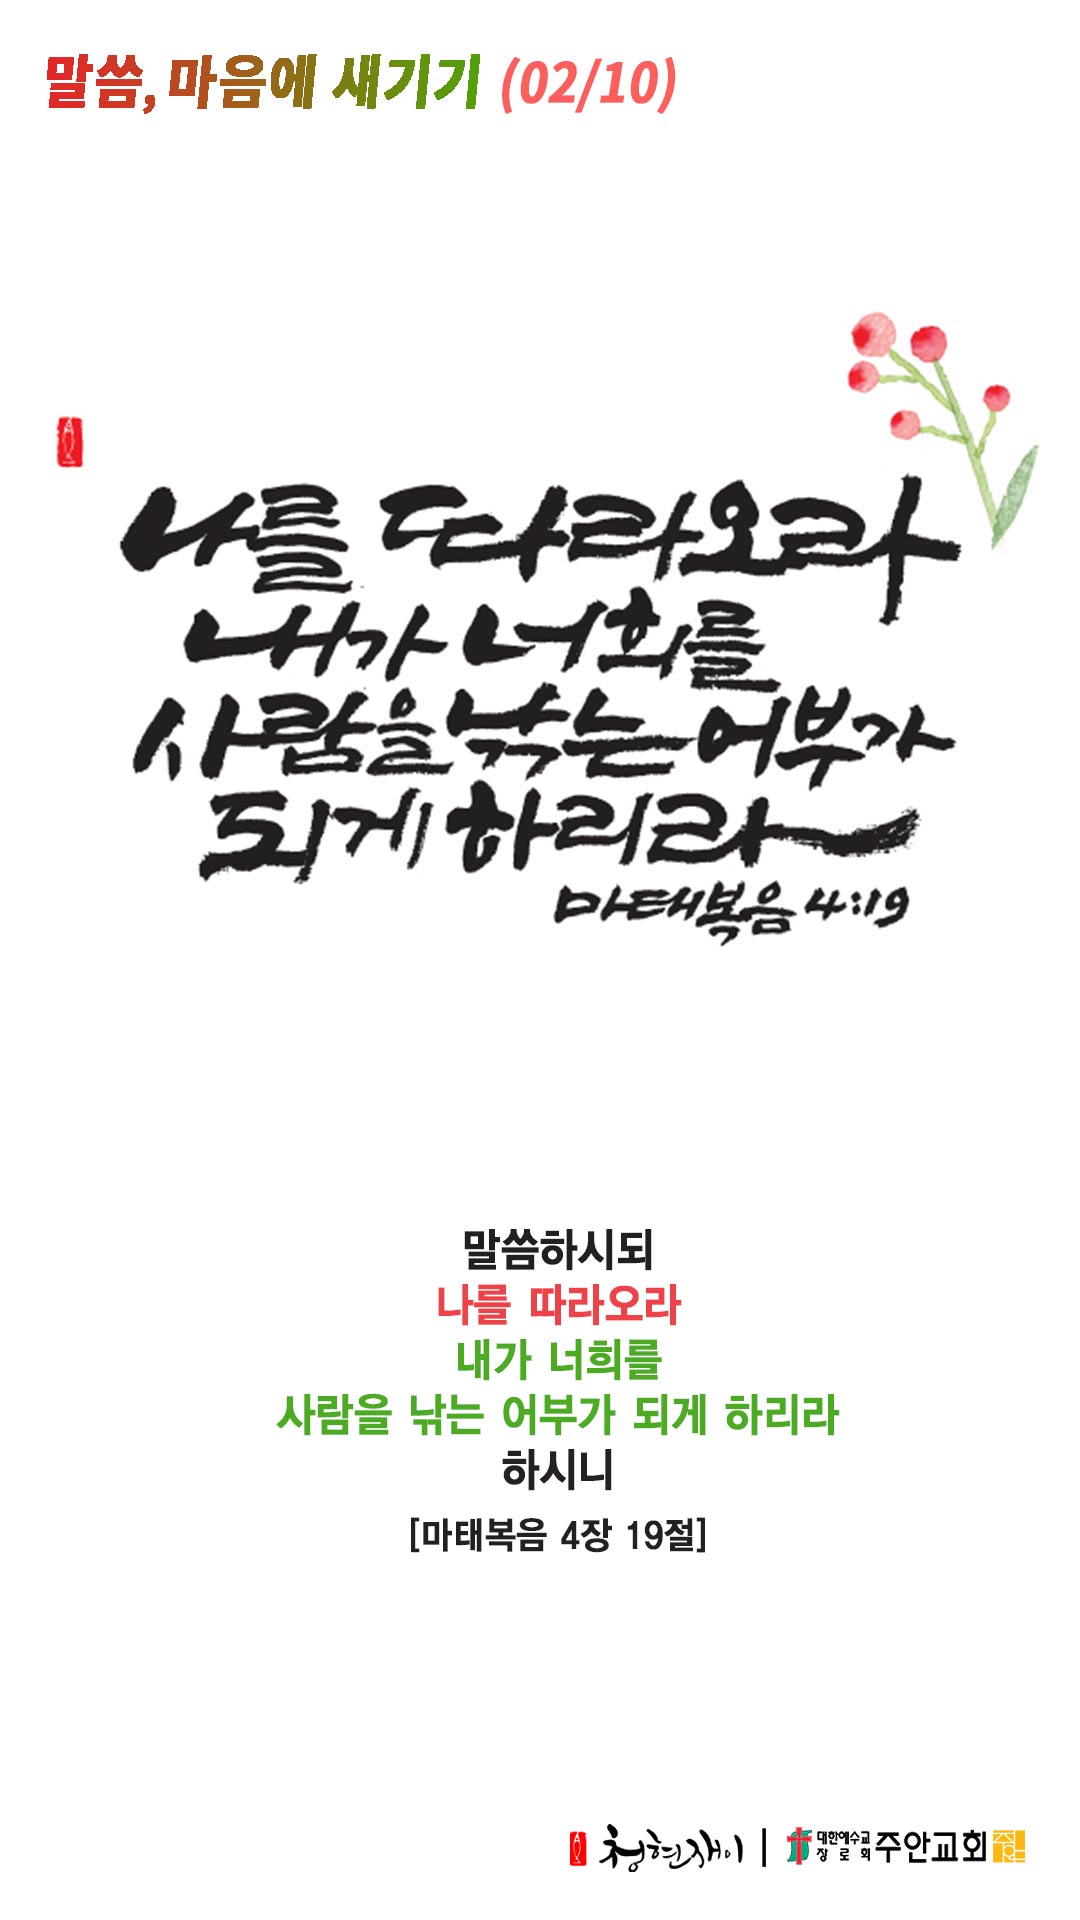 말씀, 마음에 새기기 (02/10)
나를 따라오라
내가 너희를
사람을 낚는 어부가
되게 하리라
마태복음 4:19
말씀하시되
나를 따라오라
내가 너희를
사람을 낚는 어부가 되게 하리라
하시니
[마태복음 4장 19절]
청현재이 | 대한예수교
장로회 주안교회